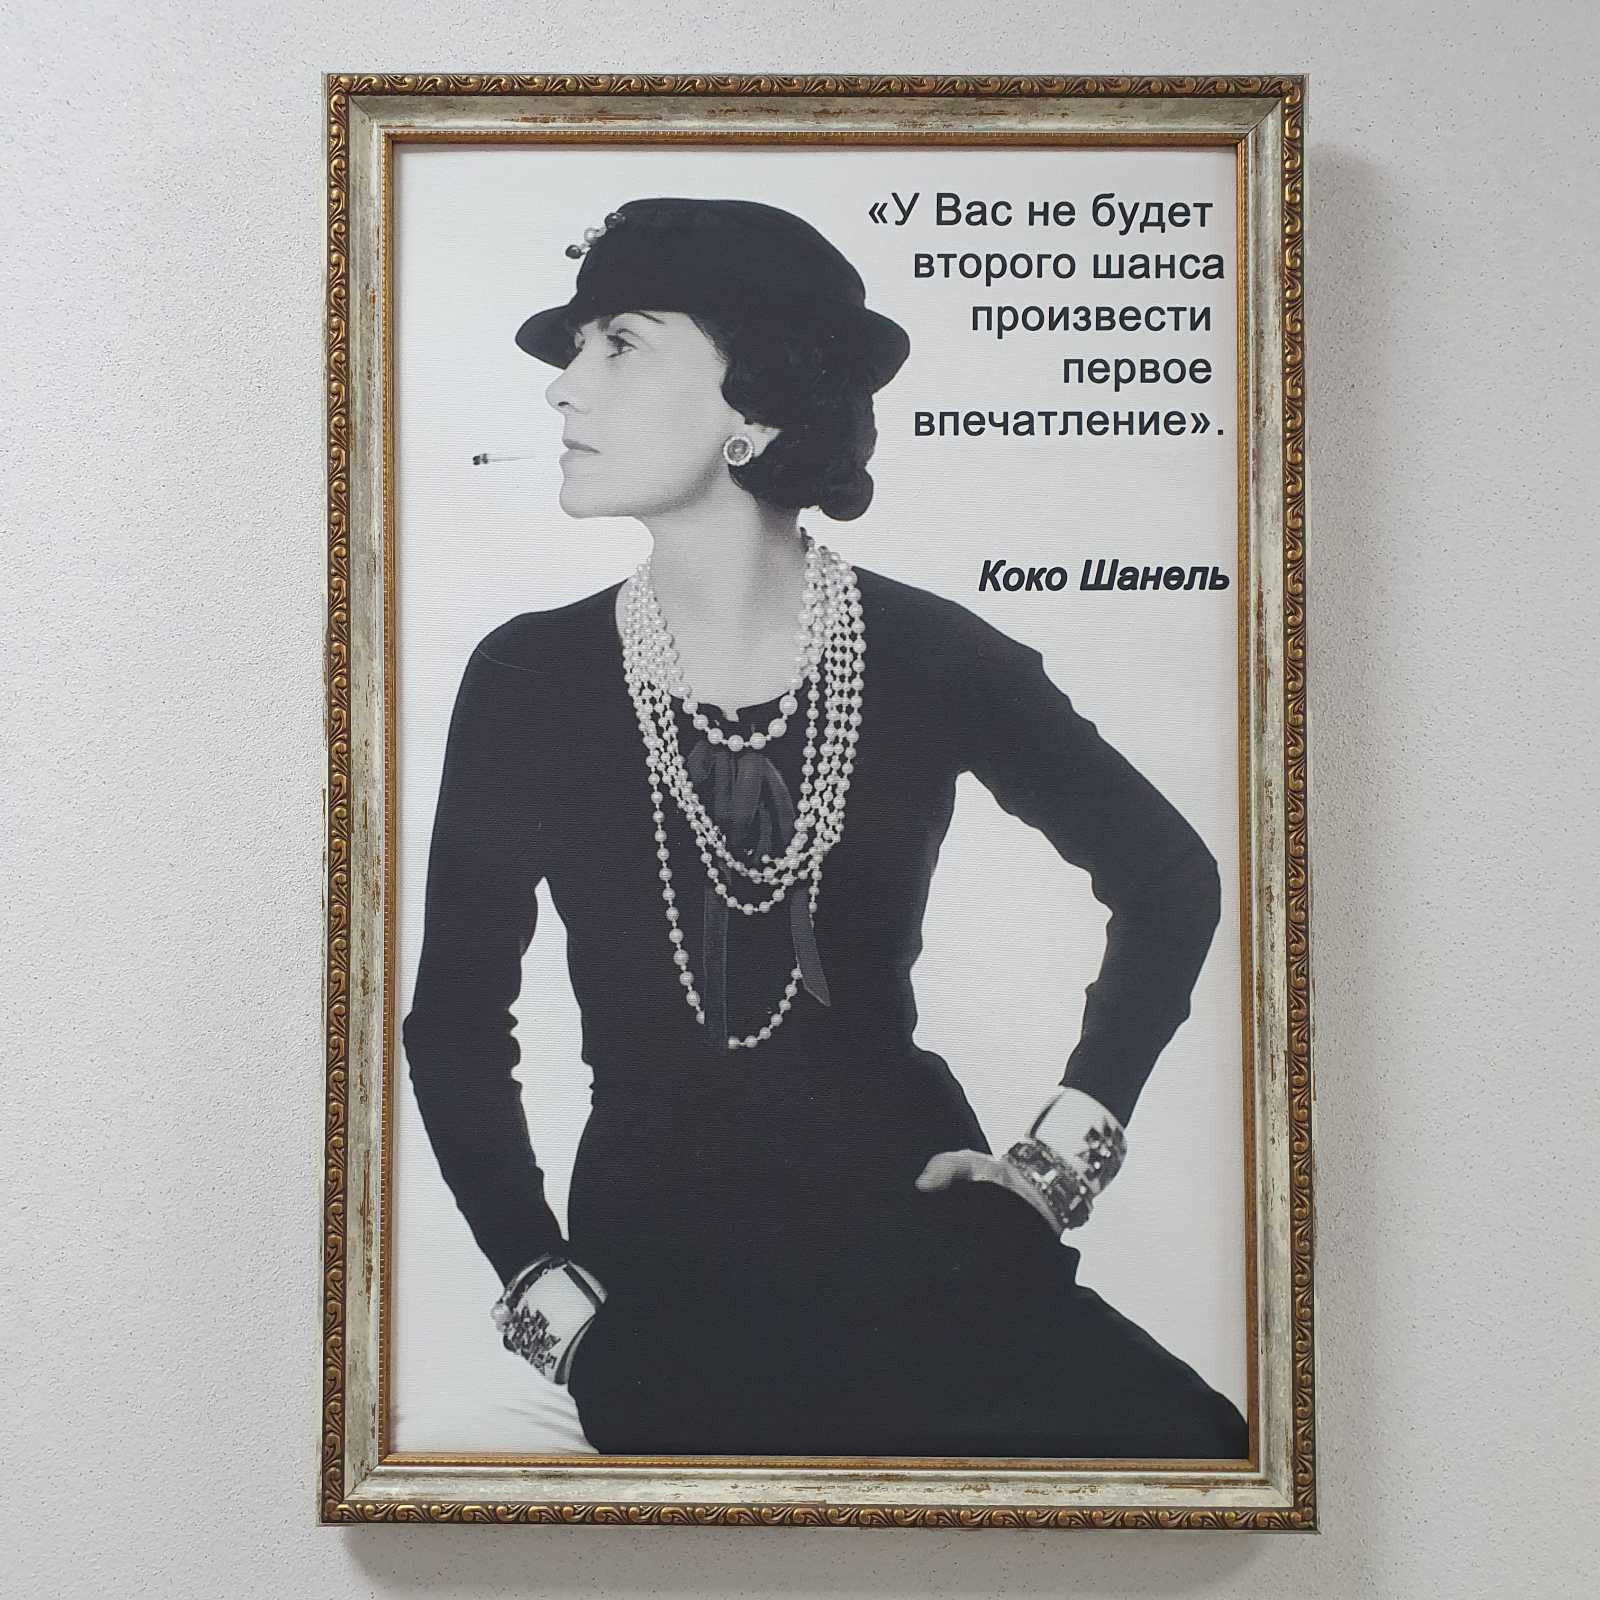 «У Вас не будет
второго шанса
произвести
первое
впечатление».
Коко Шанель